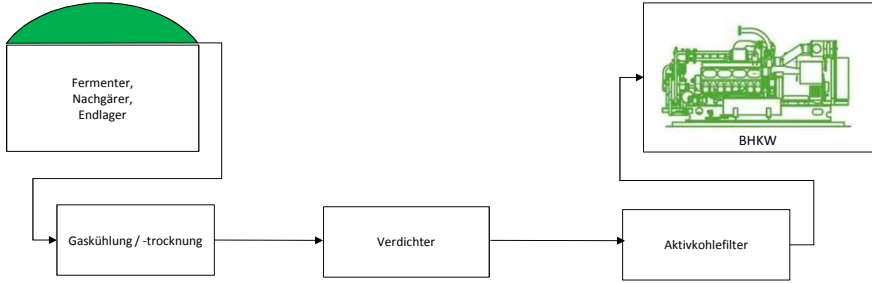 Fermenter,
Nachgärer,
Endlager
BHKW
Gaskühlung / -trocknung
Verdichter
Aktivkohlefilter